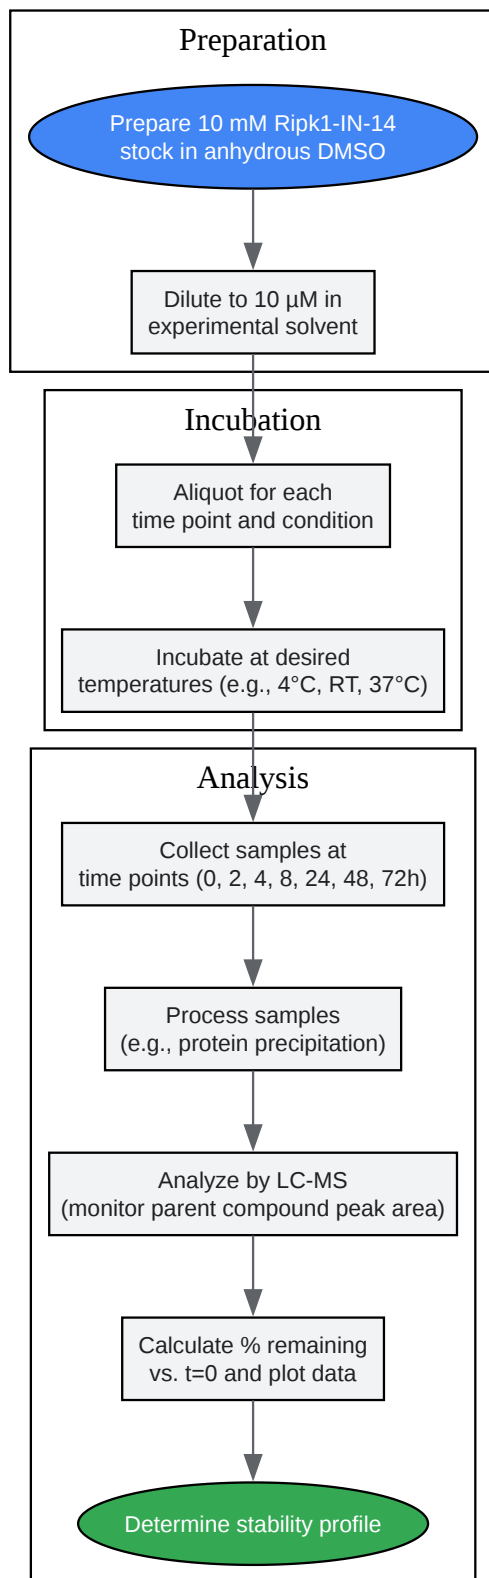 Preparation
Prepare 10 mM Ripk1-IN-14
stock in anhydrous DMSO
Dilute to 10 µM in
experimental solvent
Incubation
Aliquot for each
time point and condition
Incubate at desired
temperatures (e.g., 4°C, RT, 37°C)
Analysis
Collect samples at
time points (0, 2, 4, 8, 24, 48, 72h)
Process samples
(e.g., protein precipitation)
Analyze by LC-MS
(monitor parent compound peak area)
Calculate % remaining
vs. t=0 and plot data
Determine stability profile